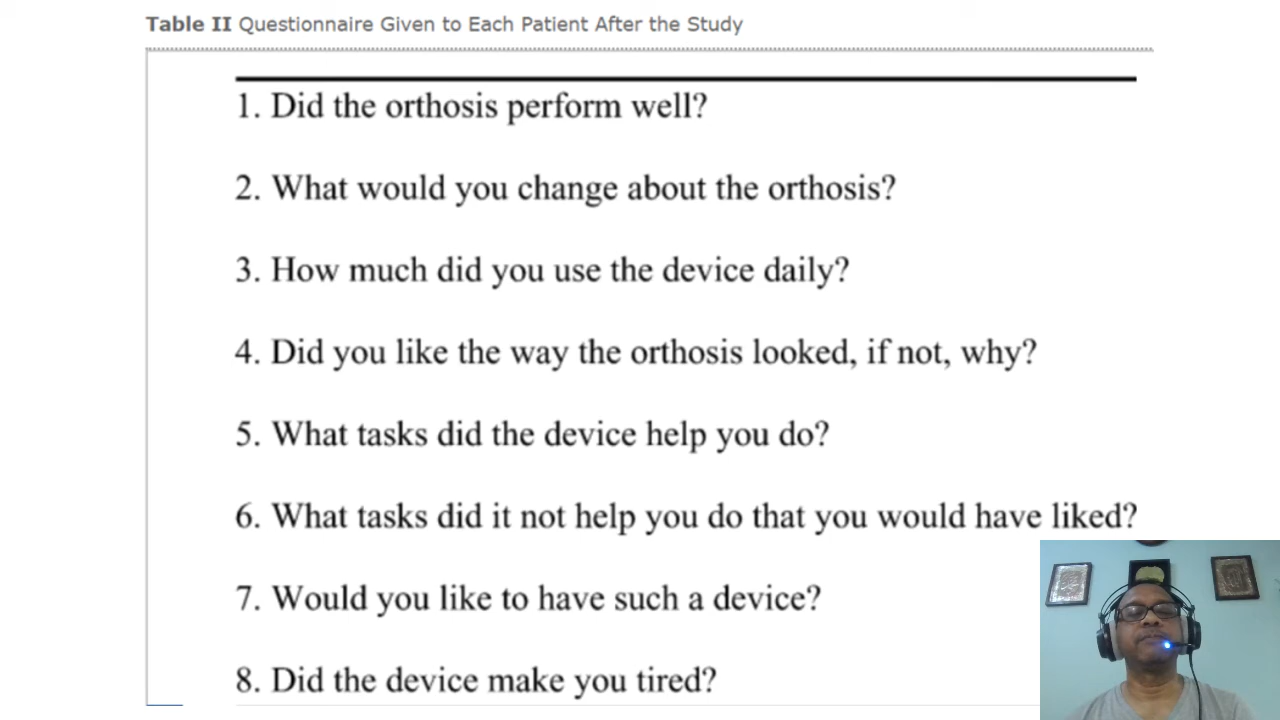 Table II Questionnaire Given to Each Patient After the Study
1. Did the orthosis perform well?
2. What would you change about the orthosis?
3. How much did you use the device daily?
4. Did you like the way the orthosis looked, if not, why?
5. What tasks did the device help you do?
6. What tasks did it not help you do that you would have liked?
7. Would you like to have such a device?
8. Did the device make you tired?